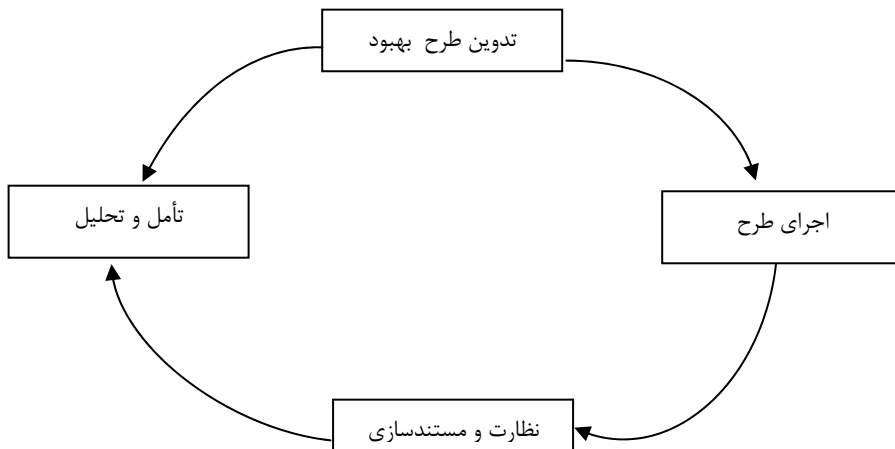 تدوین طرح بهبود
تأمل و تحلیل
اجرای طرح
نظارت و مستندسازی